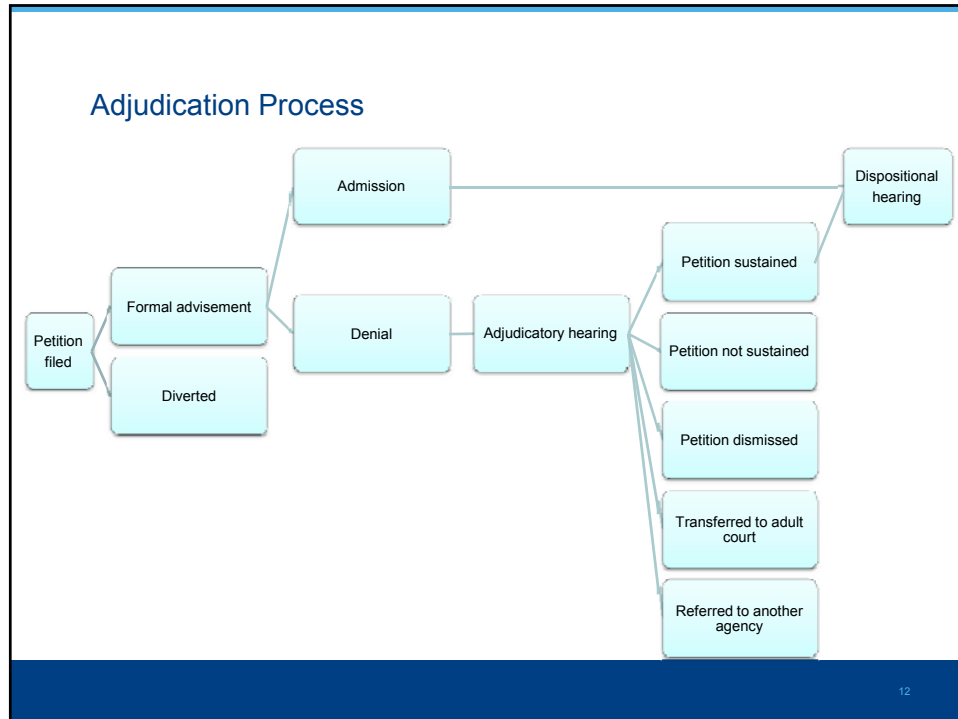 Adjudication Process
Admission
Dispositional
hearing
Petition sustained
Formal advisement
Petition
filed
Denial
Adjudicatory hearing
Petition not sustained
Diverted
Petition dismissed
Transferred to adult
court
Referred to another
agency
12